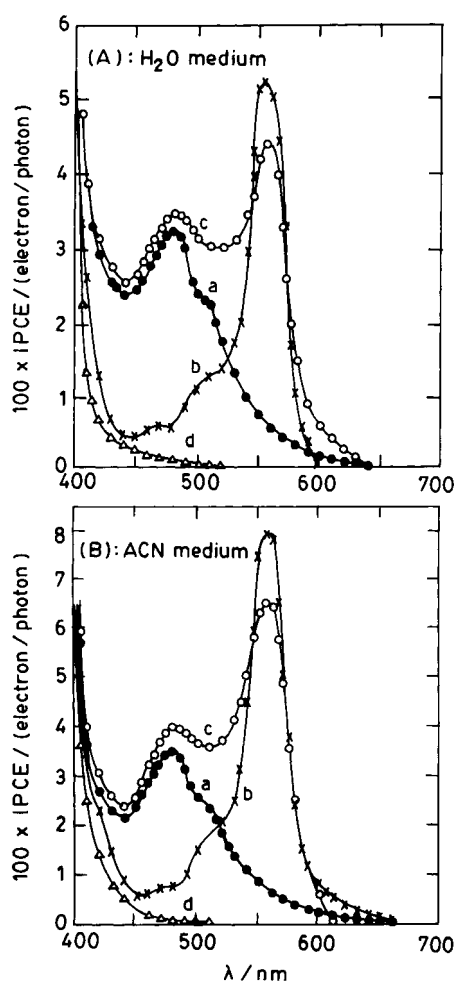 6
(A): H₂O medium
5
4
3
2
1
0
c
a
b
d
100 x IPCE / (electron / photon)
400 500 600 700
8
(B): ACN medium
7
6
5
4
3
2
1
0
c
a
b
d
100 x IPCE / (electron / photon)
400 500 600 700
λ / nm